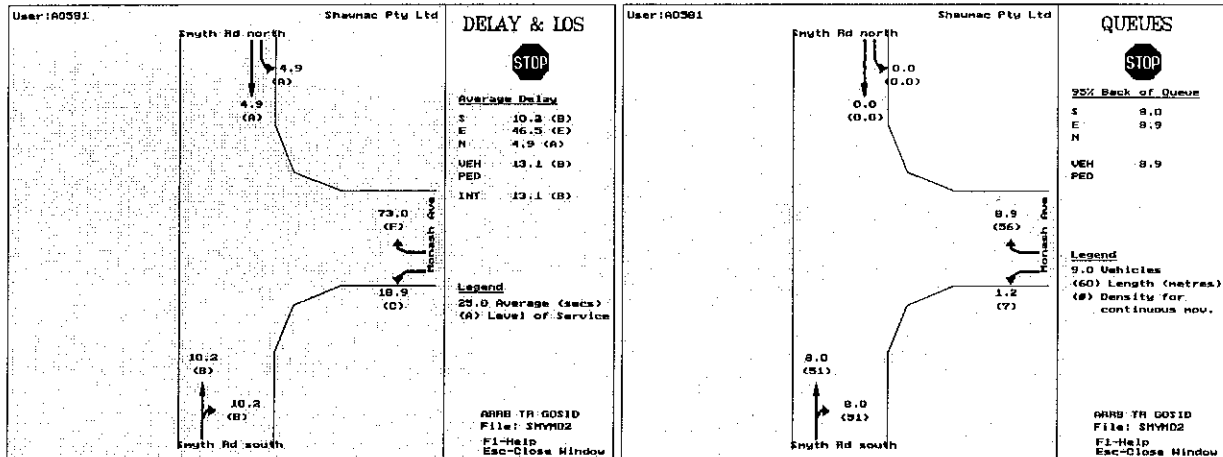 User:A0581
Shawmac Pty Ltd
DELAY & LOS
STOP
Smyth Rd north
4.9
(A)
4.9
(A)
Average Delay
S 10.2 (B)
E 46.5 (E)
N 4.9 (A)
VEH 13.1 (B)
PED
INT 13.1 (B)
73.0
(F)
Monash Ave
18.9
(C)
Legend
25.0 Average (secs)
(A) Level of Service
10.2
(B)
10.2
(B)
Smyth Rd south
ARRB TR GOSID
File: SMYMD2
F1-Help
Esc-Close Window
User:A0581
Shawmac Pty Ltd
QUEUES
STOP
Smyth Rd north
0.0
(0.0)
0.0
(0.0)
95% Back of Queue
S 8.0
E 8.9
N
VEH 8.9
PED
8.9
(56)
Monash Ave
1.2
(7)
Legend
9.0 Vehicles
(60) Length (metres)
(#) Density for
continuous mov.
8.0
(51)
8.0
(51)
Smyth Rd south
ARRB TR GOSID
File: SMYMD2
F1-Help
Esc-Close Window